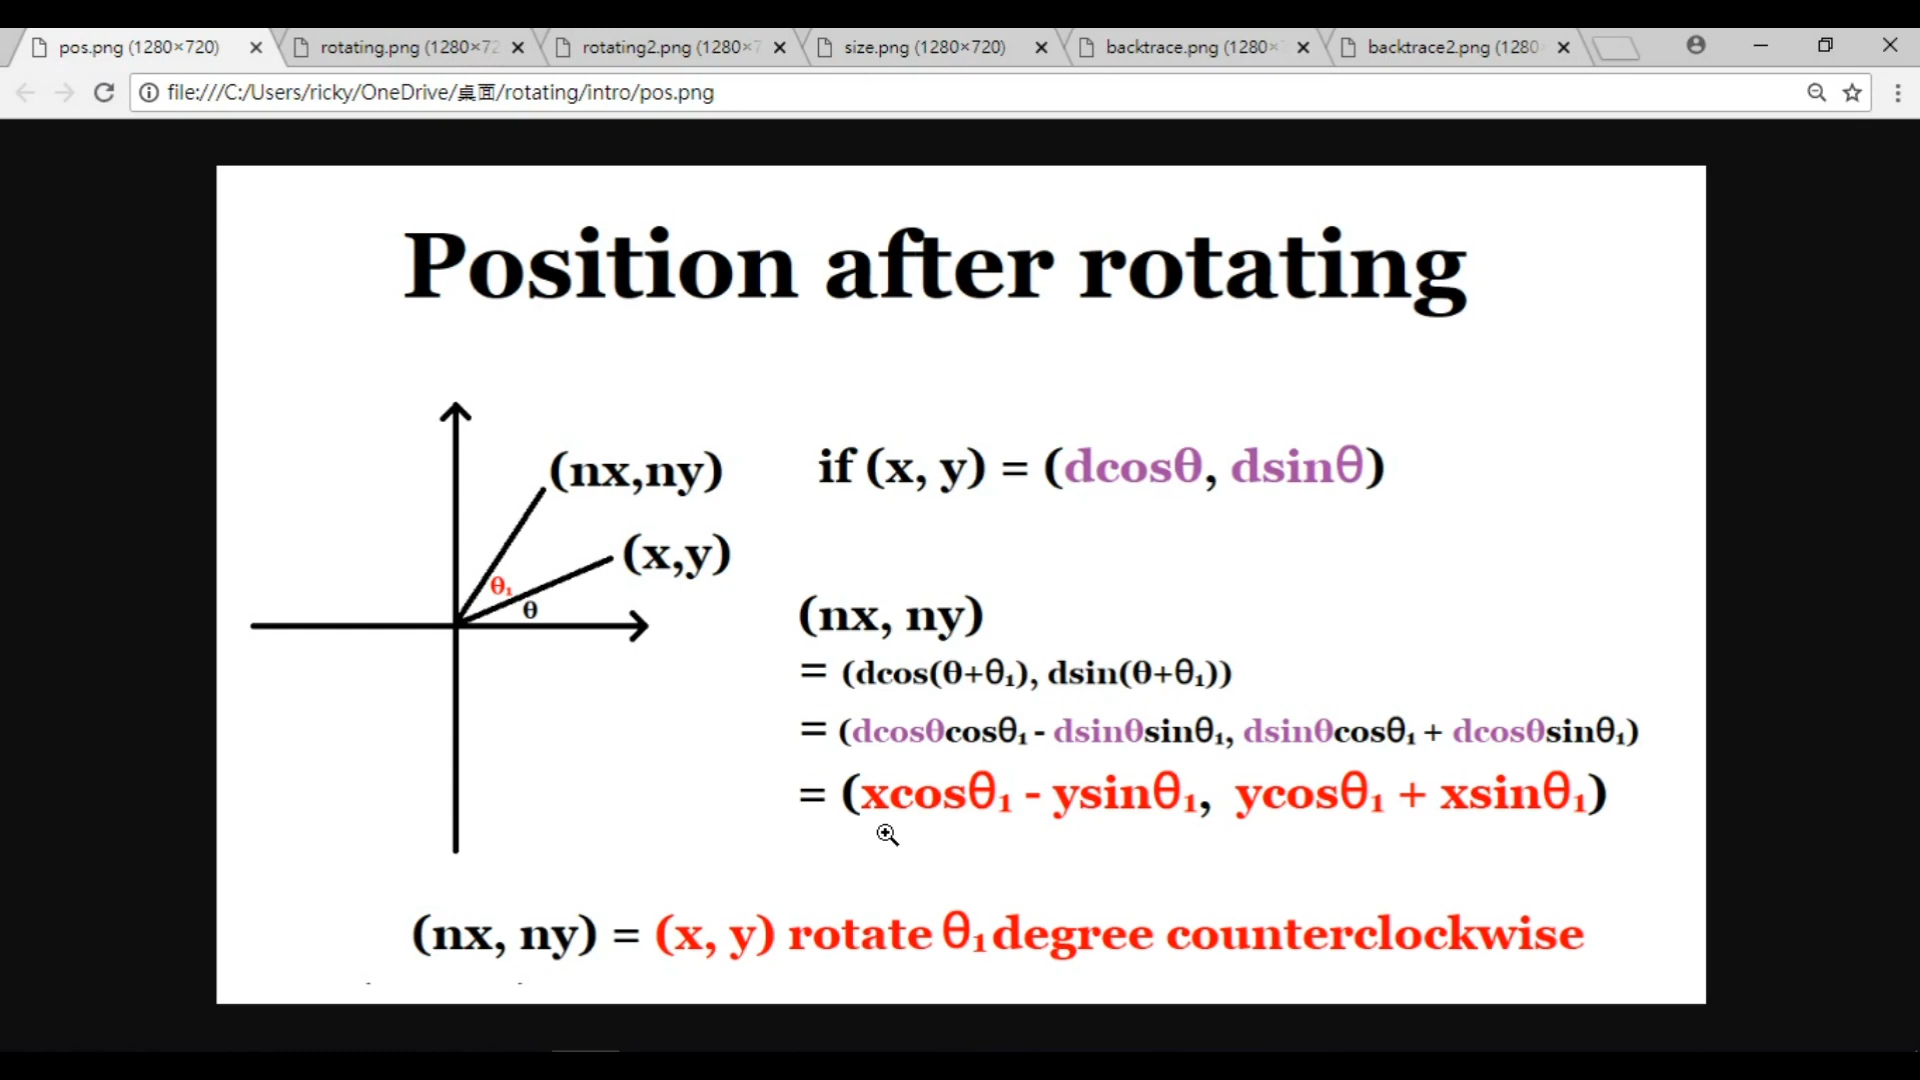 pos.png (1280×720)
rotating.png (1280×72
rotating2.png (1280×7
size.png (1280×720)
backtrace.png (1280×
backtrace2.png (1280
file:///C:/Users/ricky/OneDrive/桌面/rotating/intro/pos.png
Position after rotating
(nx,ny)
(x,y)
θ₁
θ
if (x, y) = (dcosθ, dsinθ)
(nx, ny)
= (dcos(θ+θ₁), dsin(θ+θ₁))
= (dcosθcosθ₁ - dsinθsinθ₁, dsinθcosθ₁ + dcosθsinθ₁)
= (xcosθ₁ - ysinθ₁, ycosθ₁ + xsinθ₁)
(nx, ny) = (x, y) rotate θ₁ degree counterclockwise